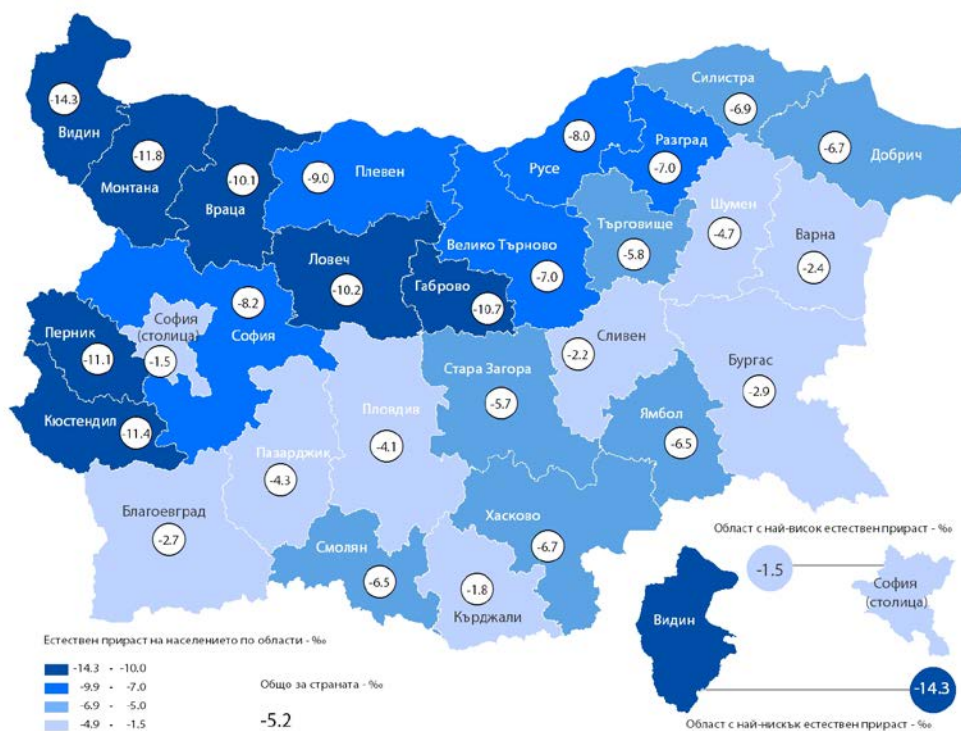 Силистра
-6.9
-14.3
Видин
-8.0
Разград
-6.7
Добрич
-11.8
Монтана
-10.1
Враца
-9.0
Плевен
Русе
-7.0
Шумен
-4.7
Търговище
-5.8
Варна
-2.4
Велико Търново
-7.0
Ловеч
-10.2
Габрово
-10.7
-8.2
София
София
(столица)
-1.5
Перник
-11.1
Сливен
-2.2
Бургас
-2.9
Стара Загора
-5.7
Кюстендил
-11.4
Пловдив
-4.1
Ямбол
-6.5
Пазарджик
-4.3
Благоевград
-2.7
Хасково
-6.7
Смолян
-6.5
-1.8
Кърджали
Област с най-висок естествен прираст - ‰
-1.5
София
(столица)
Видин
-14.3
Област с най-нискък естествен прираст - ‰
Естествен прираст на населението по области - ‰
-14.3 - -10.0
-9.9 - -7.0
-6.9 - -5.0
-4.9 - -1.5
Общо за страната - ‰
-5.2